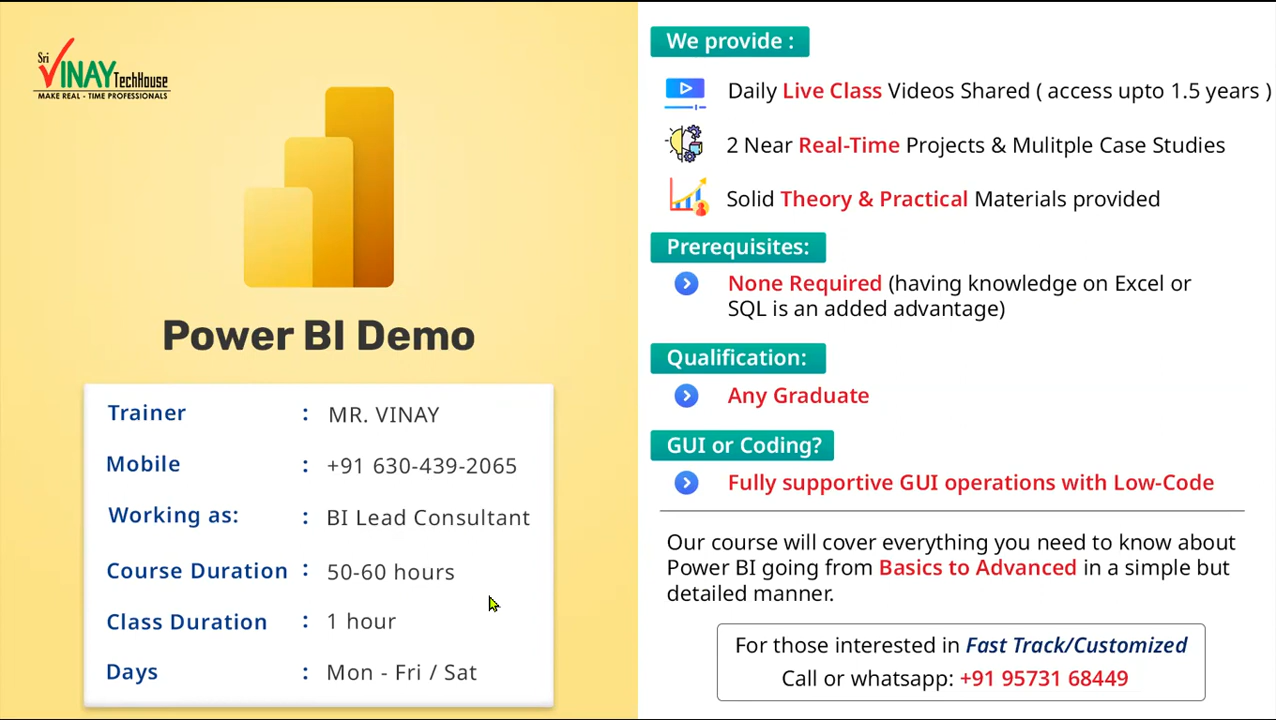 Sri
VINAY TechHouse
MAKE REAL - TIME PROFESSIONALS
Power BI Demo
Trainer : MR. VINAY
Mobile : +91 630-439-2065
Working as: : BI Lead Consultant
Course Duration : 50-60 hours
Class Duration : 1 hour
Days : Mon - Fri / Sat
We provide :
Daily Live Class Videos Shared ( access upto 1.5 years )
2 Near Real-Time Projects & Mulitple Case Studies
Solid Theory & Practical Materials provided
Prerequisites:
None Required (having knowledge on Excel or
SQL is an added advantage)
Qualification:
Any Graduate
GUI or Coding?
Fully supportive GUI operations with Low-Code
Our course will cover everything you need to know about
Power BI going from Basics to Advanced in a simple but
detailed manner.
For those interested in Fast Track/Customized
Call or whatsapp: +91 95731 68449